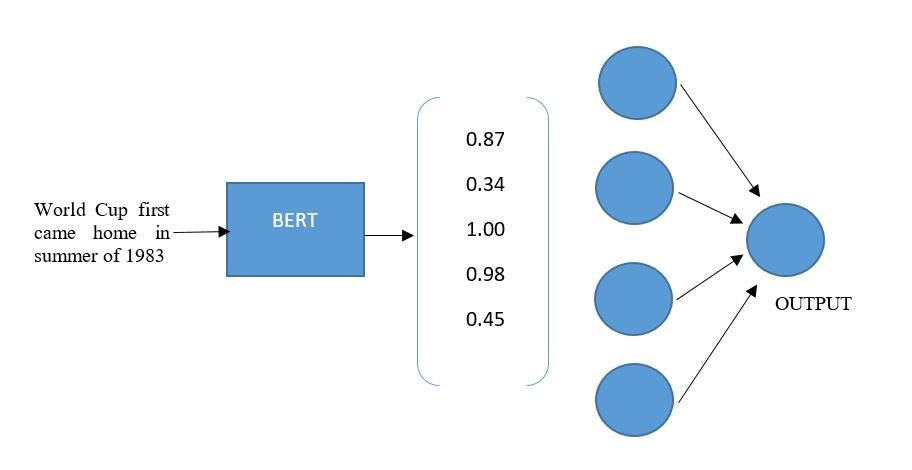 World Cup first
came home in
summer of 1983
BERT
0.87
0.34
1.00
0.98
0.45
OUTPUT